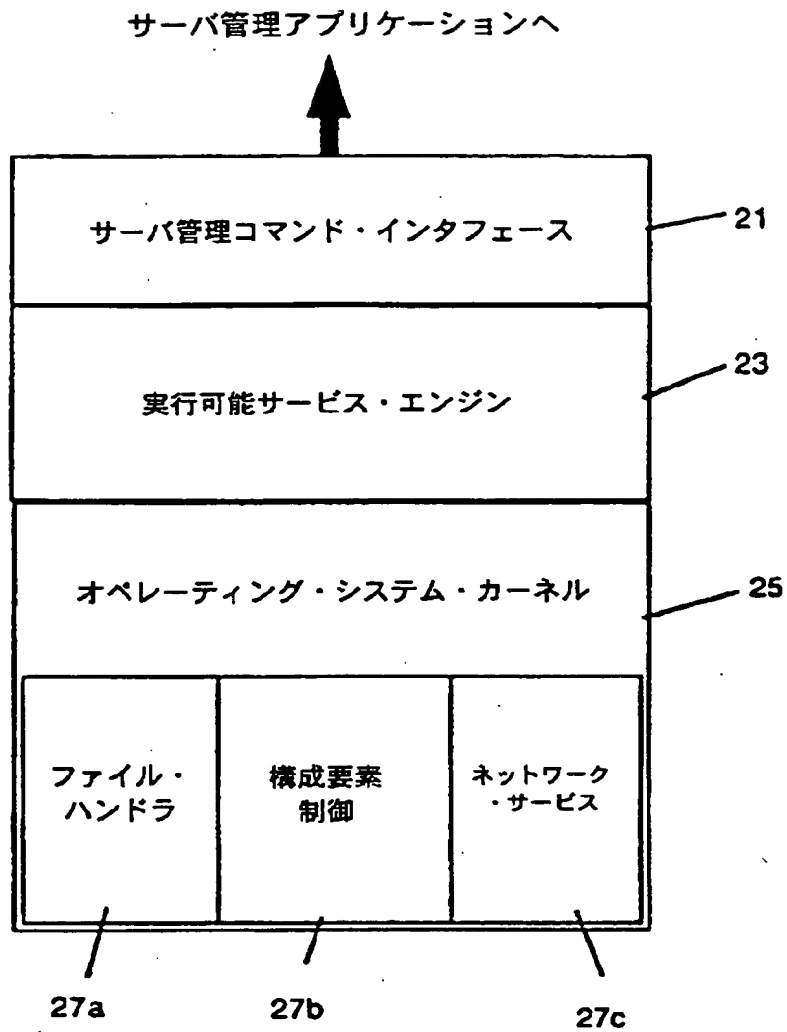 サーバ管理アプリケーションへ
サーバ管理コマンド・インタフェース
21
実行可能サービス・エンジン
23
オペレーティング・システム・カーネル
25
ファイル・
ハンドラ
構成要素
制御
ネットワーク
・サービス
27a
27b
27c